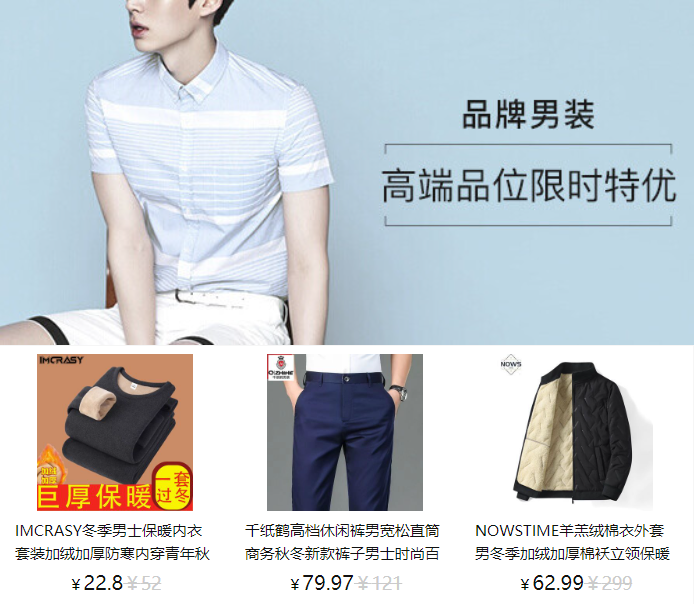 品牌男装
高端品位限时特优
IMCRASY
加绒
加厚
巨厚保暖
一套
过冬
NOWS
IMCRASY冬季男士保暖内衣
套装加绒加厚防寒内穿青年秋
¥22.8 ¥52
千纸鹤高档休闲裤男宽松直筒
商务秋冬新款裤子男士时尚百
¥79.97 ¥121
NOWSTIME羊羔绒棉衣外套
男冬季加绒加厚棉袄立领保暖
¥62.99 ¥299